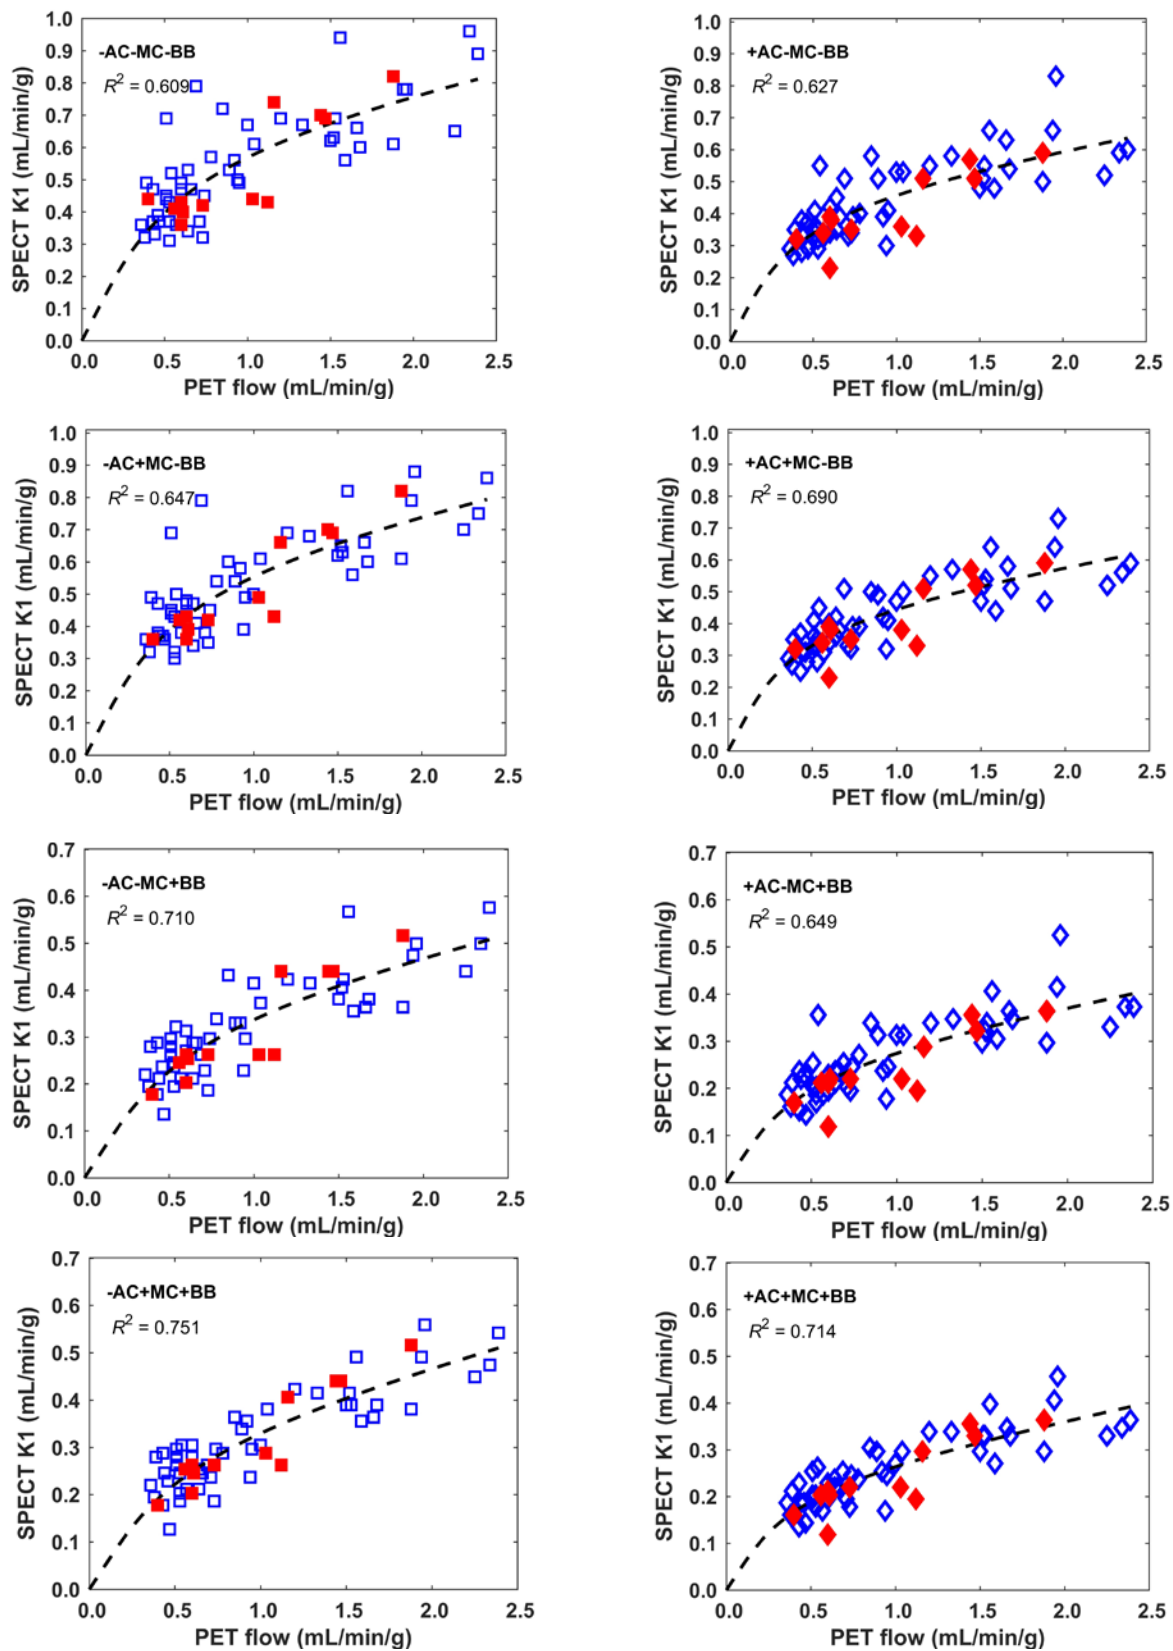 1.0
0.9
0.8
0.7
0.6
0.5
0.4
0.3
0.2
0.1
0.0
SPECT K1 (mL/min/g)
-AC-MC-BB
R² = 0.609
0.0 0.5 1.0 1.5 2.0 2.5
PET flow (mL/min/g)
1.0
0.9
0.8
0.7
0.6
0.5
0.4
0.3
0.2
0.1
0.0
SPECT K1 (mL/min/g)
+AC-MC-BB
R² = 0.627
0.0 0.5 1.0 1.5 2.0 2.5
PET flow (mL/min/g)
1.0
0.9
0.8
0.7
0.6
0.5
0.4
0.3
0.2
0.1
0.0
SPECT K1 (mL/min/g)
-AC+MC-BB
R² = 0.647
0.0 0.5 1.0 1.5 2.0 2.5
PET flow (mL/min/g)
1.0
0.9
0.8
0.7
0.6
0.5
0.4
0.3
0.2
0.1
0.0
SPECT K1 (mL/min/g)
+AC+MC-BB
R² = 0.690
0.0 0.5 1.0 1.5 2.0 2.5
PET flow (mL/min/g)
0.7
0.6
0.5
0.4
0.3
0.2
0.1
0.0
SPECT K1 (mL/min/g)
-AC-MC+BB
R² = 0.710
0.0 0.5 1.0 1.5 2.0 2.5
PET flow (mL/min/g)
0.7
0.6
0.5
0.4
0.3
0.2
0.1
0.0
SPECT K1 (mL/min/g)
+AC-MC+BB
R² = 0.649
0.0 0.5 1.0 1.5 2.0 2.5
PET flow (mL/min/g)
0.7
0.6
0.5
0.4
0.3
0.2
0.1
0.0
SPECT K1 (mL/min/g)
-AC+MC+BB
R² = 0.751
0.0 0.5 1.0 1.5 2.0 2.5
PET flow (mL/min/g)
0.7
0.6
0.5
0.4
0.3
0.2
0.1
0.0
SPECT K1 (mL/min/g)
+AC+MC+BB
R² = 0.714
0.0 0.5 1.0 1.5 2.0 2.5
PET flow (mL/min/g)